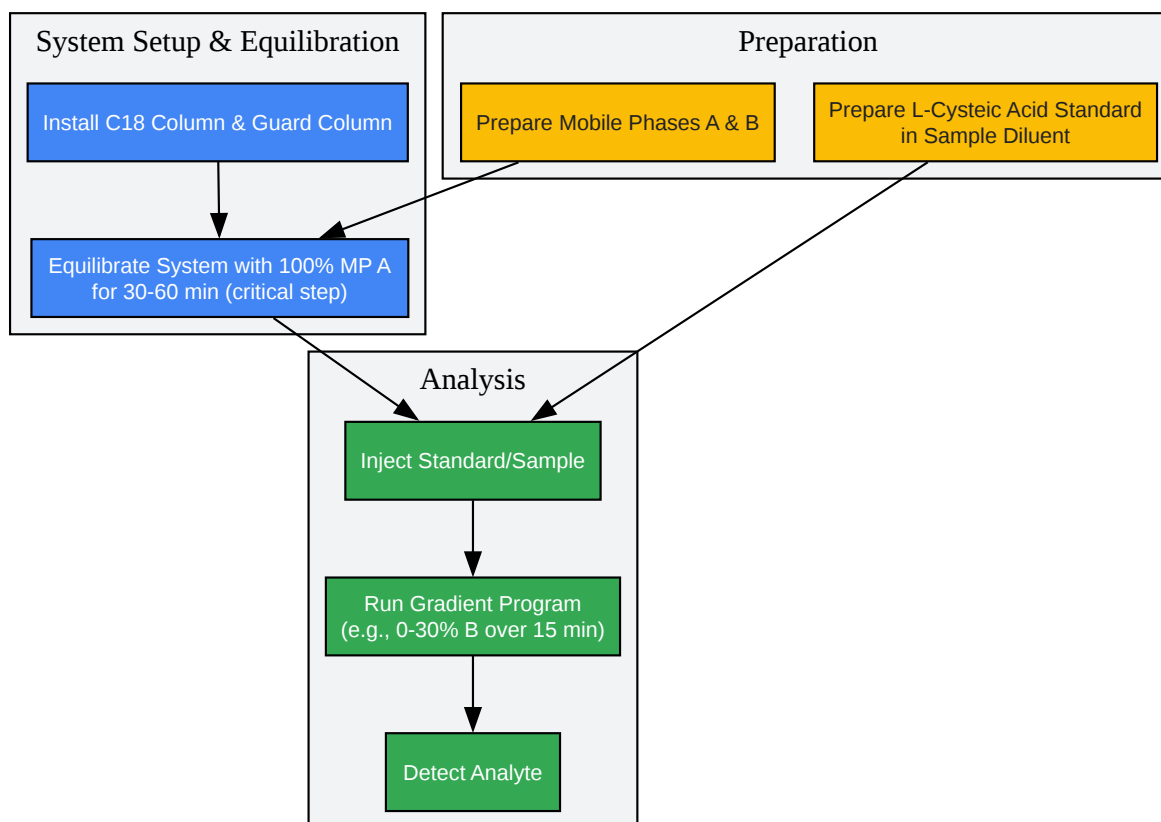 System Setup & Equilibration
Install C18 Column & Guard Column
Equilibrate System with 100% MP A
for 30-60 min (critical step)
Preparation
Prepare Mobile Phases A & B
Prepare L-Cysteic Acid Standard
in Sample Diluent
Analysis
Inject Standard/Sample
Run Gradient Program
(e.g., 0-30% B over 15 min)
Detect Analyte